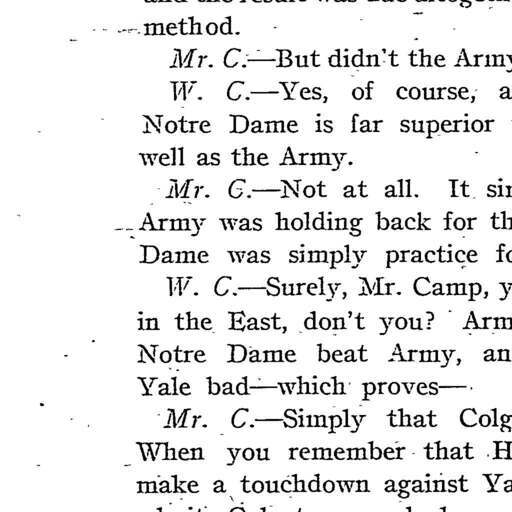 method.
Mr. C.—But didn't the Army
W. C.—Yes, of course, a
Notre Dame is far superior
well as the Army.
Mr. C.—Not at all. It sim
Army was holding back for th
Dame was simply practice fo
W. C.—Surely, Mr. Camp, y
in the East, don't you? Arm
Notre Dame beat Army, an
Yale bad—which proves—
Mr. C.—Simply that Colg
When you remember that H
make a touchdown against Ya